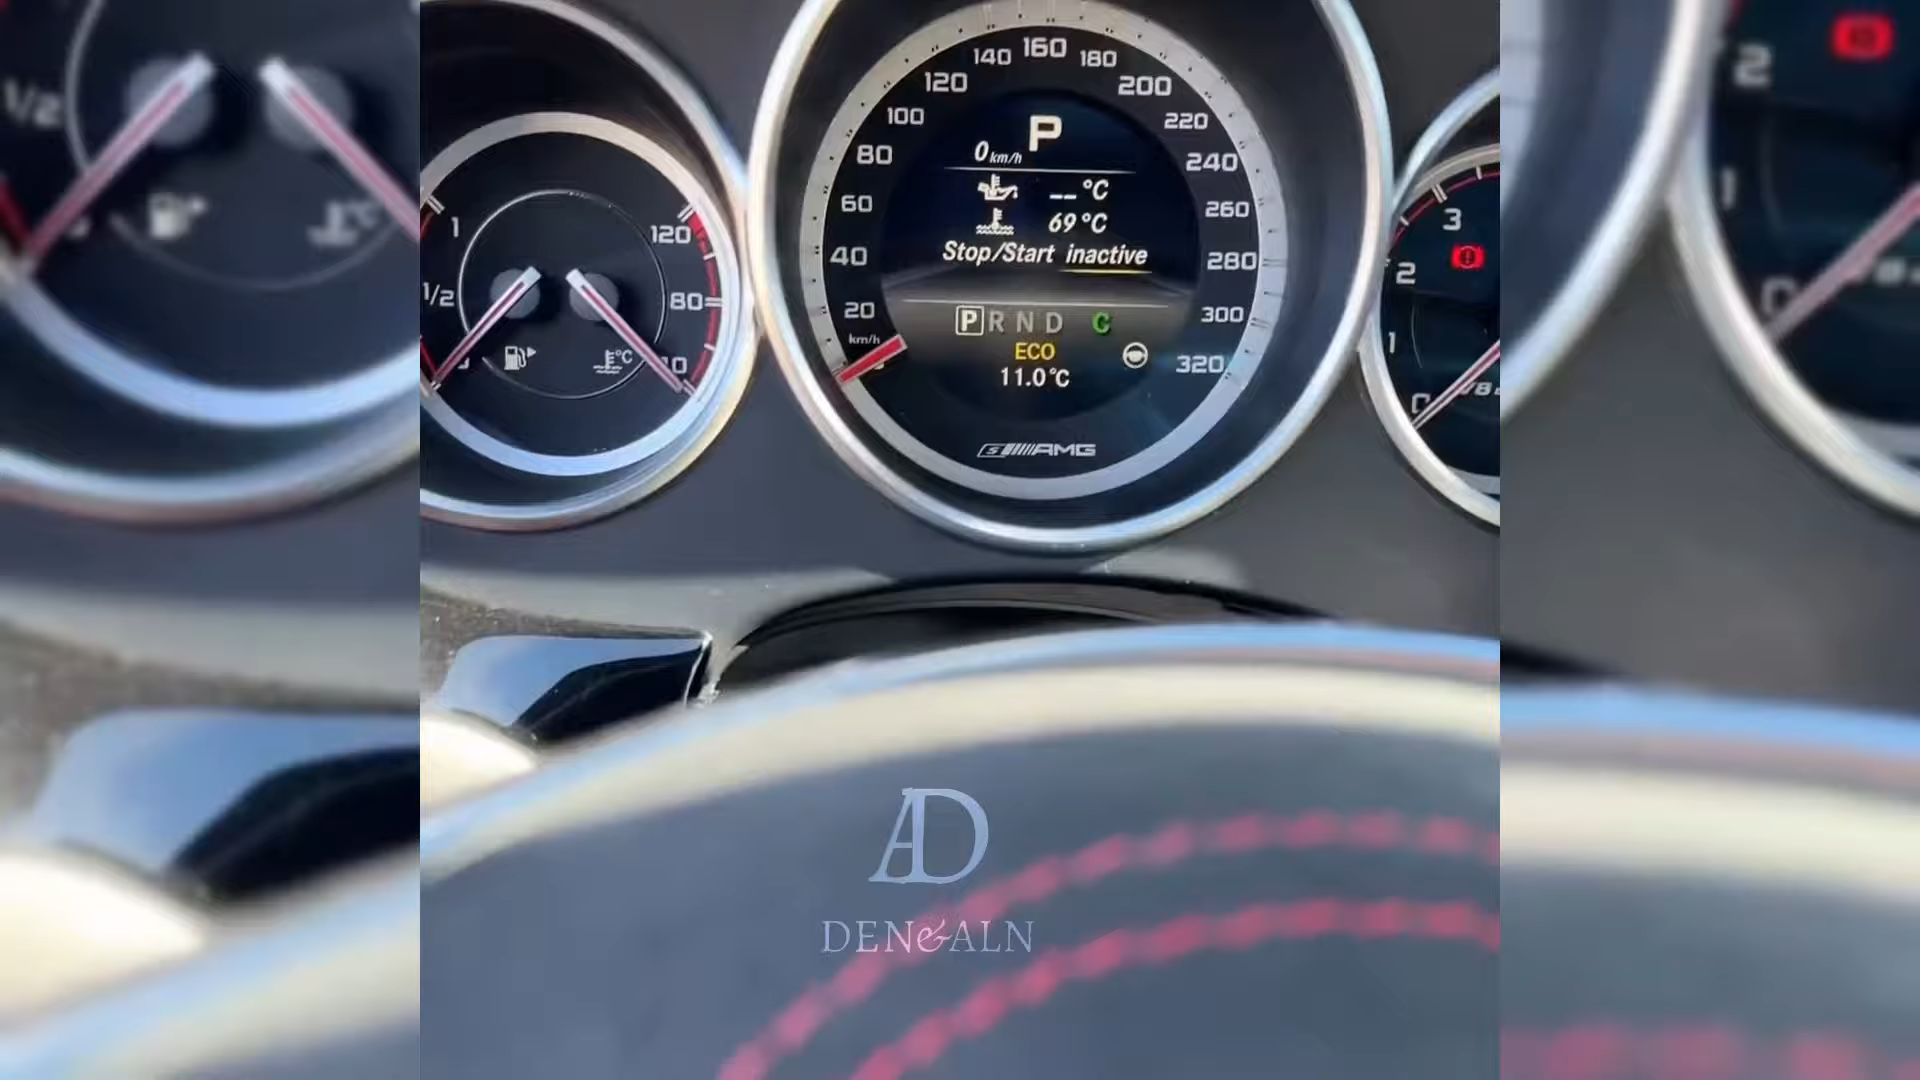 140 160 180
120 200
100 220
80 240
60 260
40 280
20 300
km/h 320
P
0 km/h
-- °C
69 °C
Stop/Start inactive
P R N D C
ECO
11.0°C
S AMG
1 120
1/2 80
°C
3
2
1
0
AD
DEN&ALN